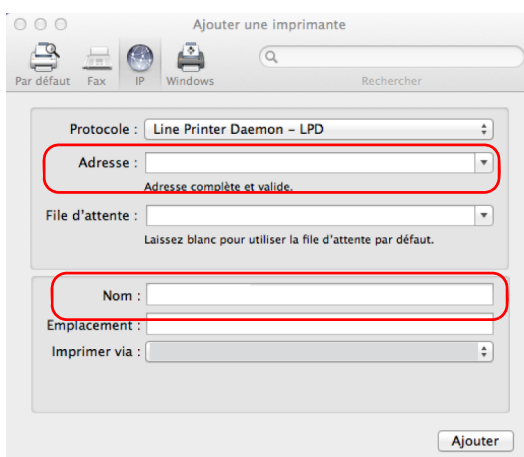 Ajouter une imprimante
Par défaut Fax IP Windows Rechercher
Protocole : Line Printer Daemon – LPD
Adresse :
Adresse complète et valide.
File d'attente :
Laissez blanc pour utiliser la file d'attente par défaut.
Nom :
Emplacement :
Imprimer via :
Ajouter